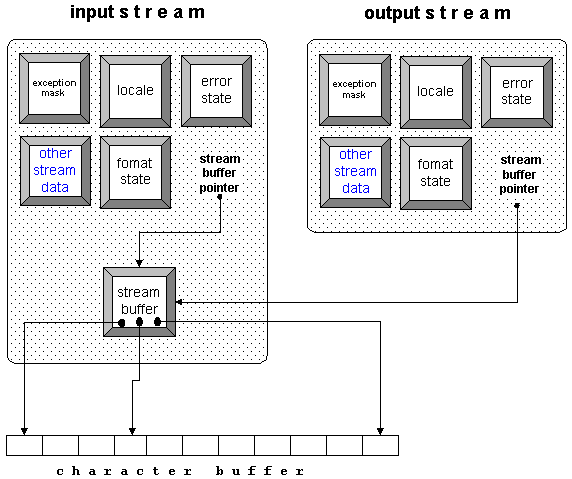 input s t r e a m
output s t r e a m
exception
mask
locale
error
state
exception
mask
locale
error
state
other
stream
data
fomat
state
stream
buffer
pointer
other
stream
data
fomat
state
stream
buffer
pointer
stream
buffer
c h a r a c t e r b u f f e r